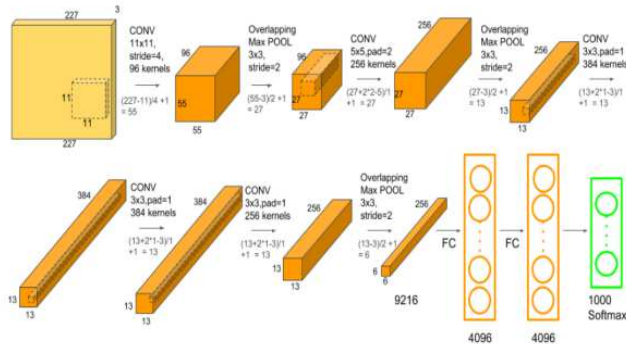 227
3
227
11
11
CONV
11x11,
stride=4,
96 kernels
(227-11)/4 +1
= 55
96
55
55
Overlapping
Max POOL
3x3,
stride=2
(55-3)/2 +1
= 27
96
27
27
CONV
5x5,pad=2
256 kernels
(27+2*2-5)/1
+1 = 27
256
27
27
Overlapping
Max POOL
3x3,
stride=2
(27-3)/2 +1
= 13
256
13
13
CONV
3x3,pad=1
384 kernels
(13+2*1-3)/1
+1 = 13
384
13
13
CONV
3x3,pad=1
384 kernels
(13+2*1-3)/1
+1 = 13
384
13
13
CONV
3x3,pad=1
256 kernels
(13+2*1-3)/1
+1 = 13
256
13
13
Overlapping
Max POOL
3x3,
stride=2
(13-3)/2 +1
= 6
256
6
6
9216
FC
4096
FC
4096
1000
Softmax